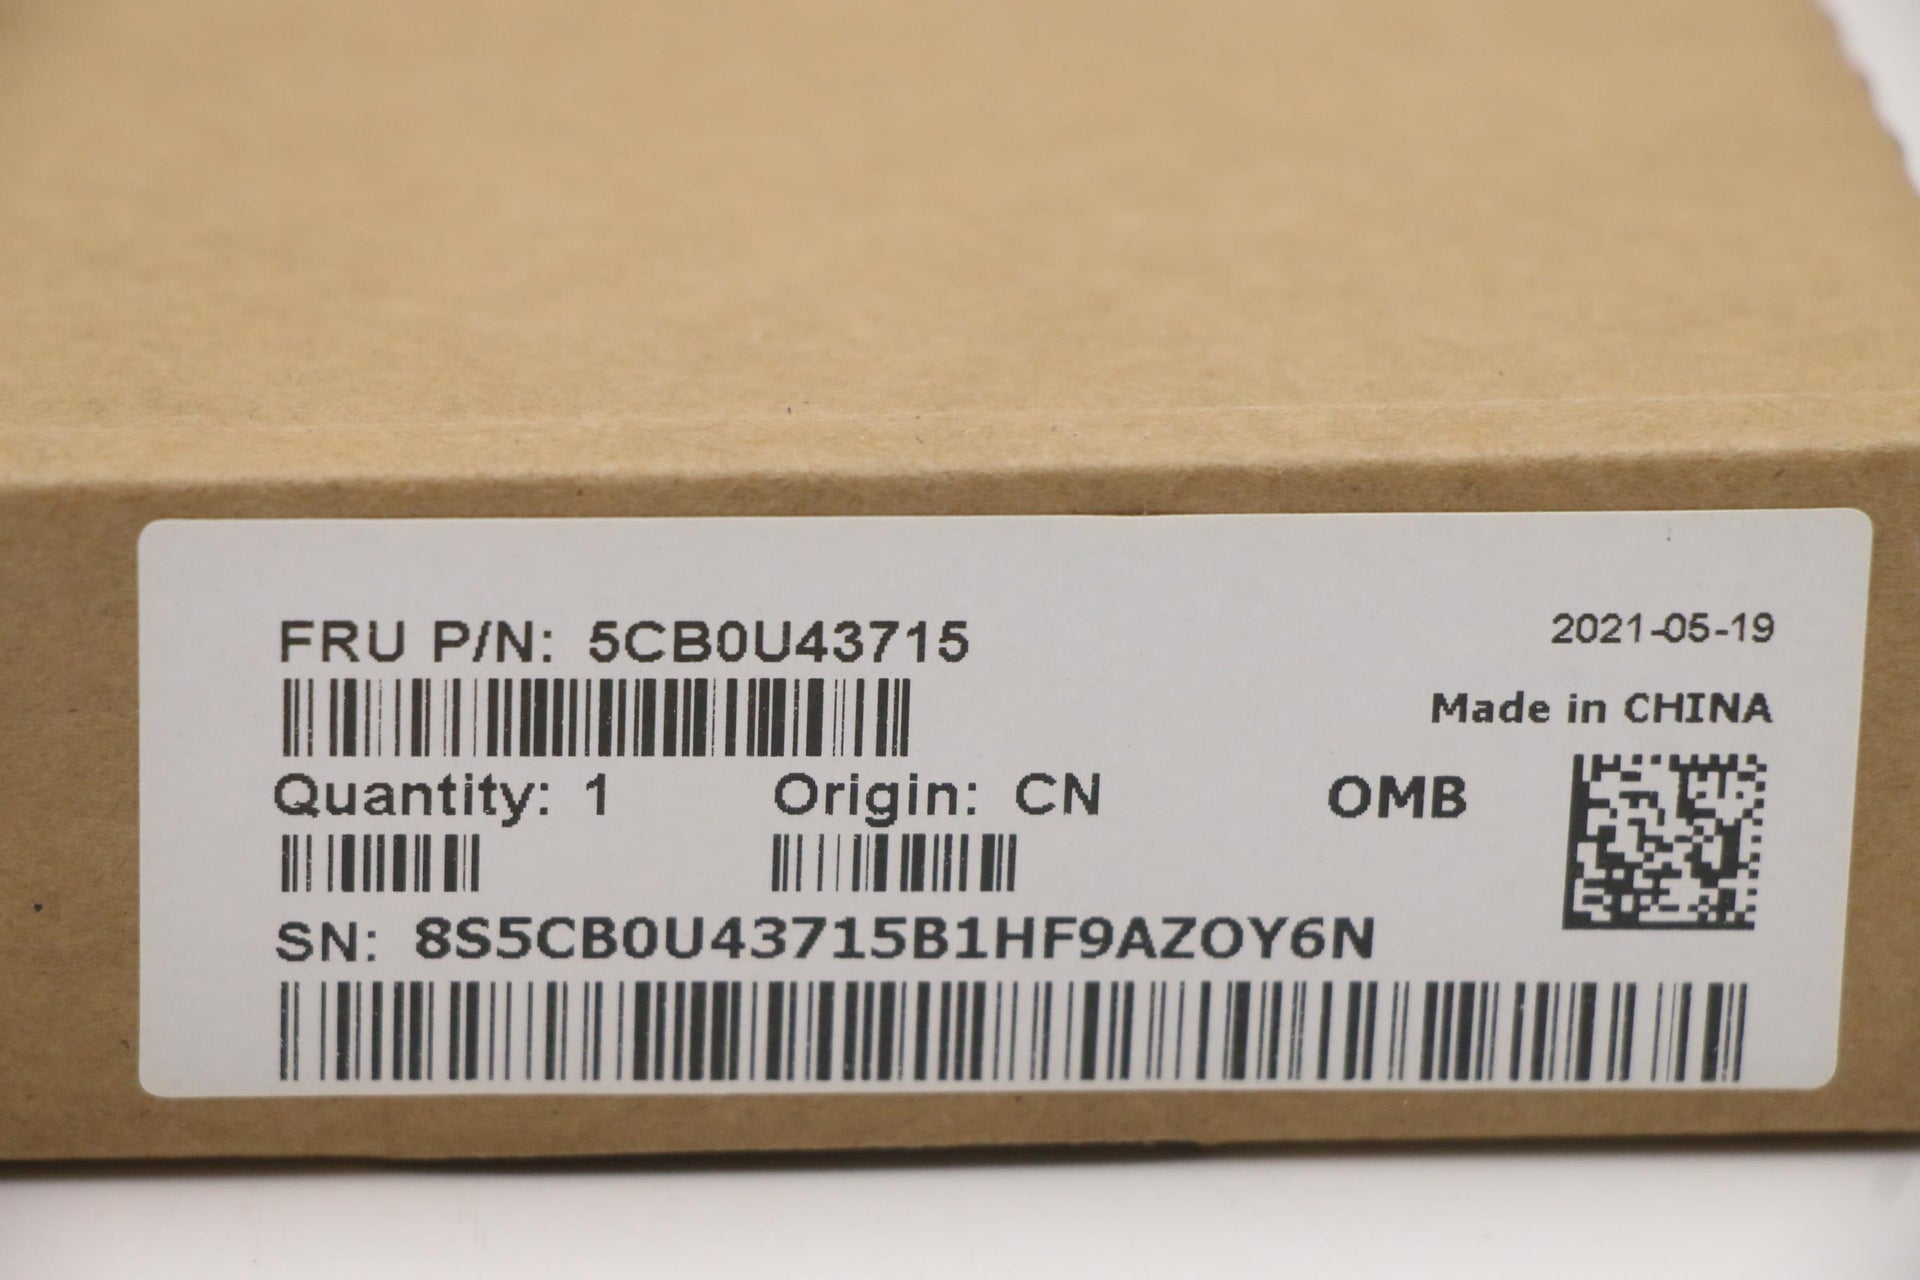 2021-05-19
FRU P/N: 5CB0U43715
Made in CHINA
Quantity: 1 Origin: CN OMB
SN: 8S5CB0U43715B1HF9AZOY6N